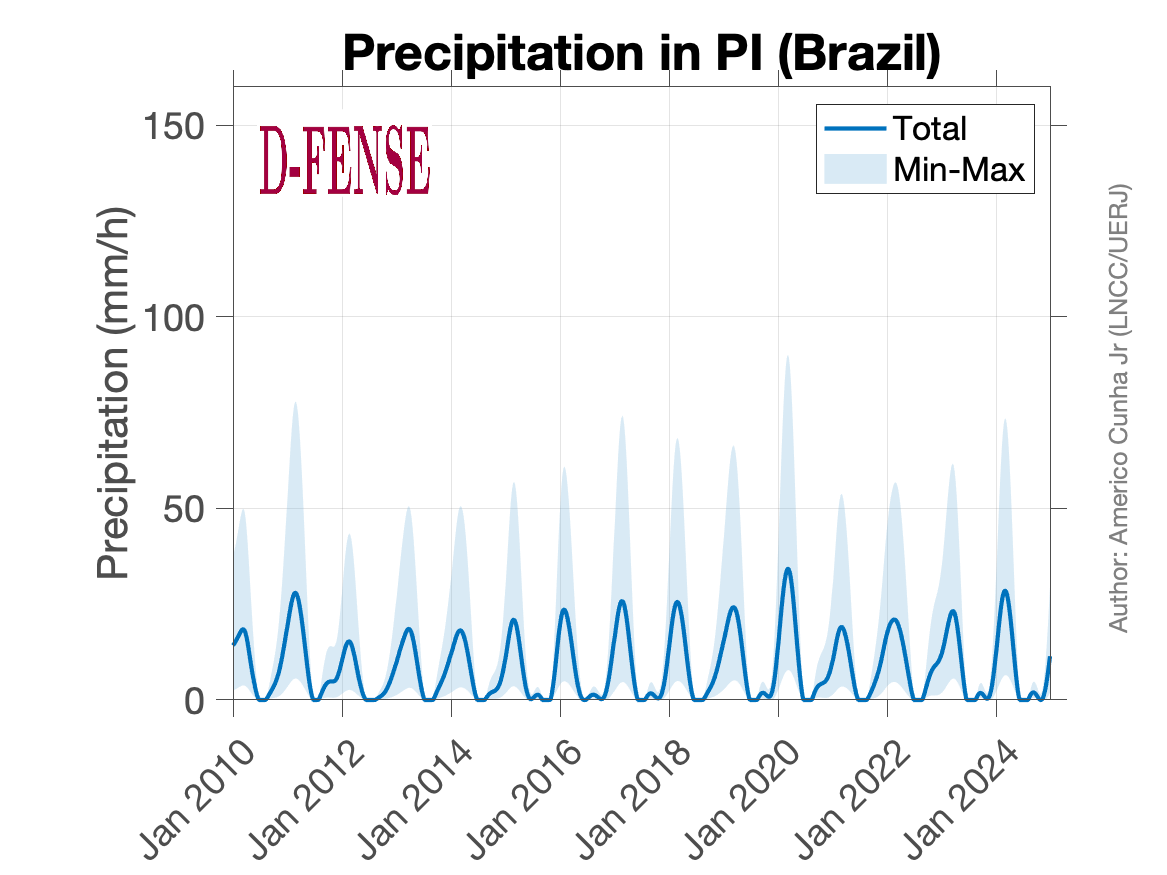 Precipitation in PI (Brazil)
D-FENSE
Total
Min-Max
Precipitation (mm/h)
150
100
50
0
Jan 2010
Jan 2012
Jan 2014
Jan 2016
Jan 2018
Jan 2020
Jan 2022
Jan 2024
Author: Americo Cunha Jr (LNCC/UERJ)